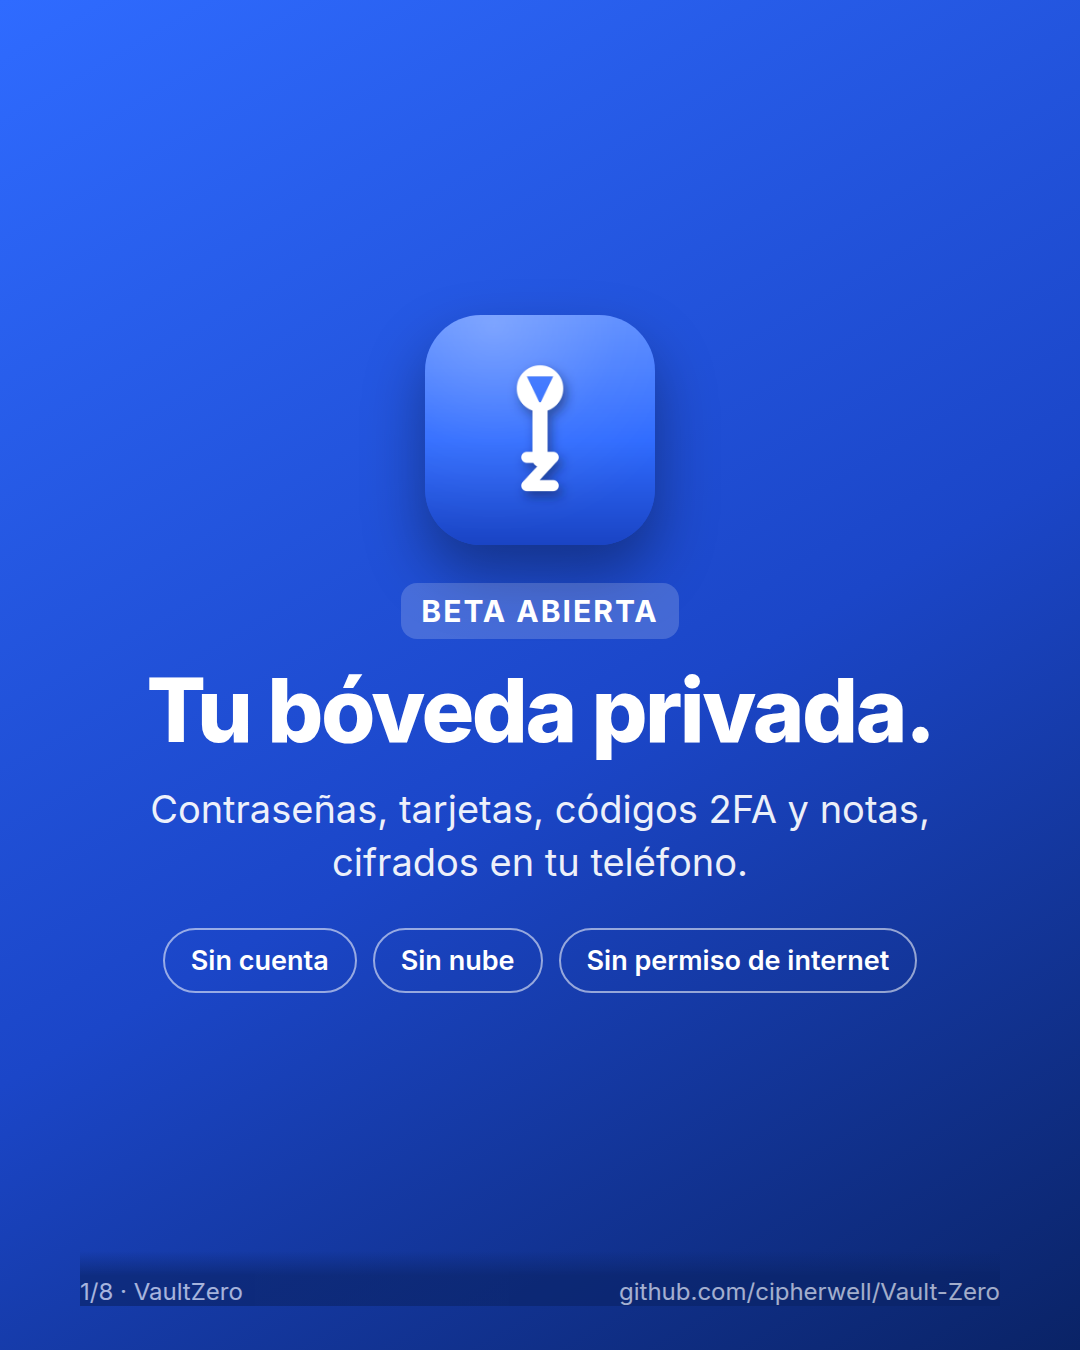 BETA ABIERTA
Tu bóveda privada.
Contraseñas, tarjetas, códigos 2FA y notas,
cifrados en tu teléfono.
Sin cuenta
Sin nube
Sin permiso de internet
1/8 · VaultZero
github.com/cipherwell/Vault-Zero